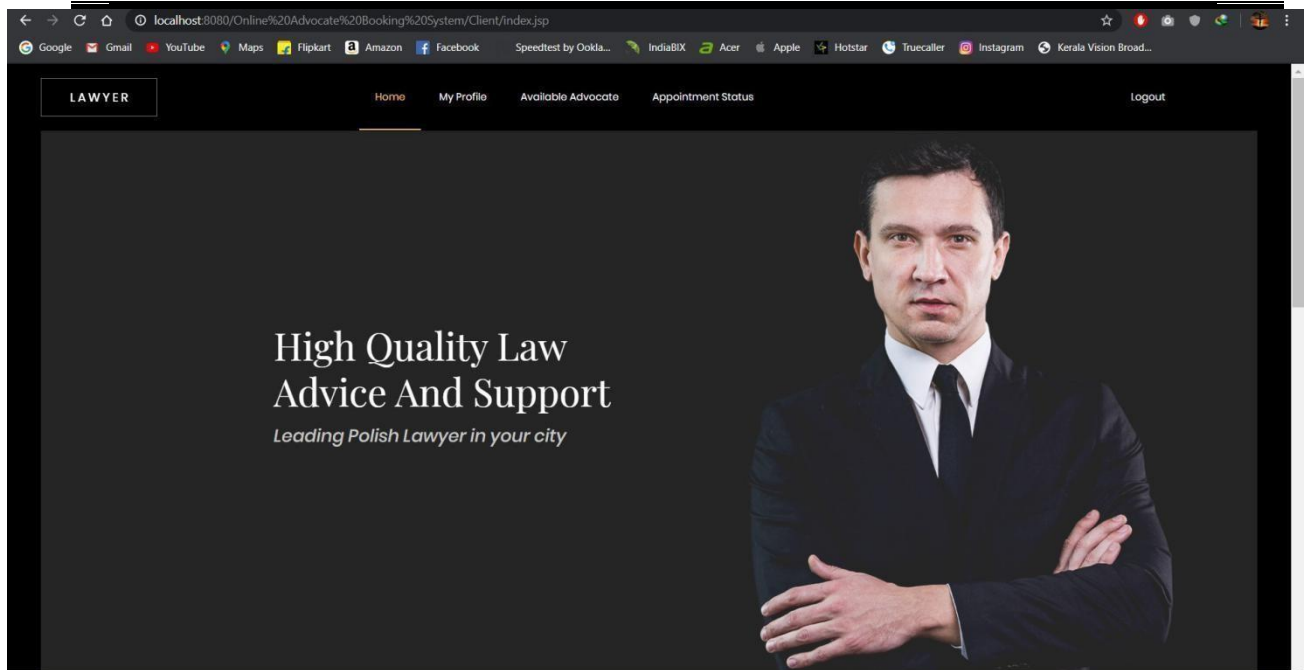 localhost:8080/Online%20Advocate%20Booking%20System/Client/index.jsp
Google Gmail YouTube Maps Flipkart Amazon Facebook Speedtest by Ookla... IndiaBIX Acer Apple Hotstar Truecaller Instagram Kerala Vision Broad...
LAWYER Home My Profile Available Advocate Appointment Status Logout
High Quality Law
Advice And Support
Leading Polish Lawyer in your city